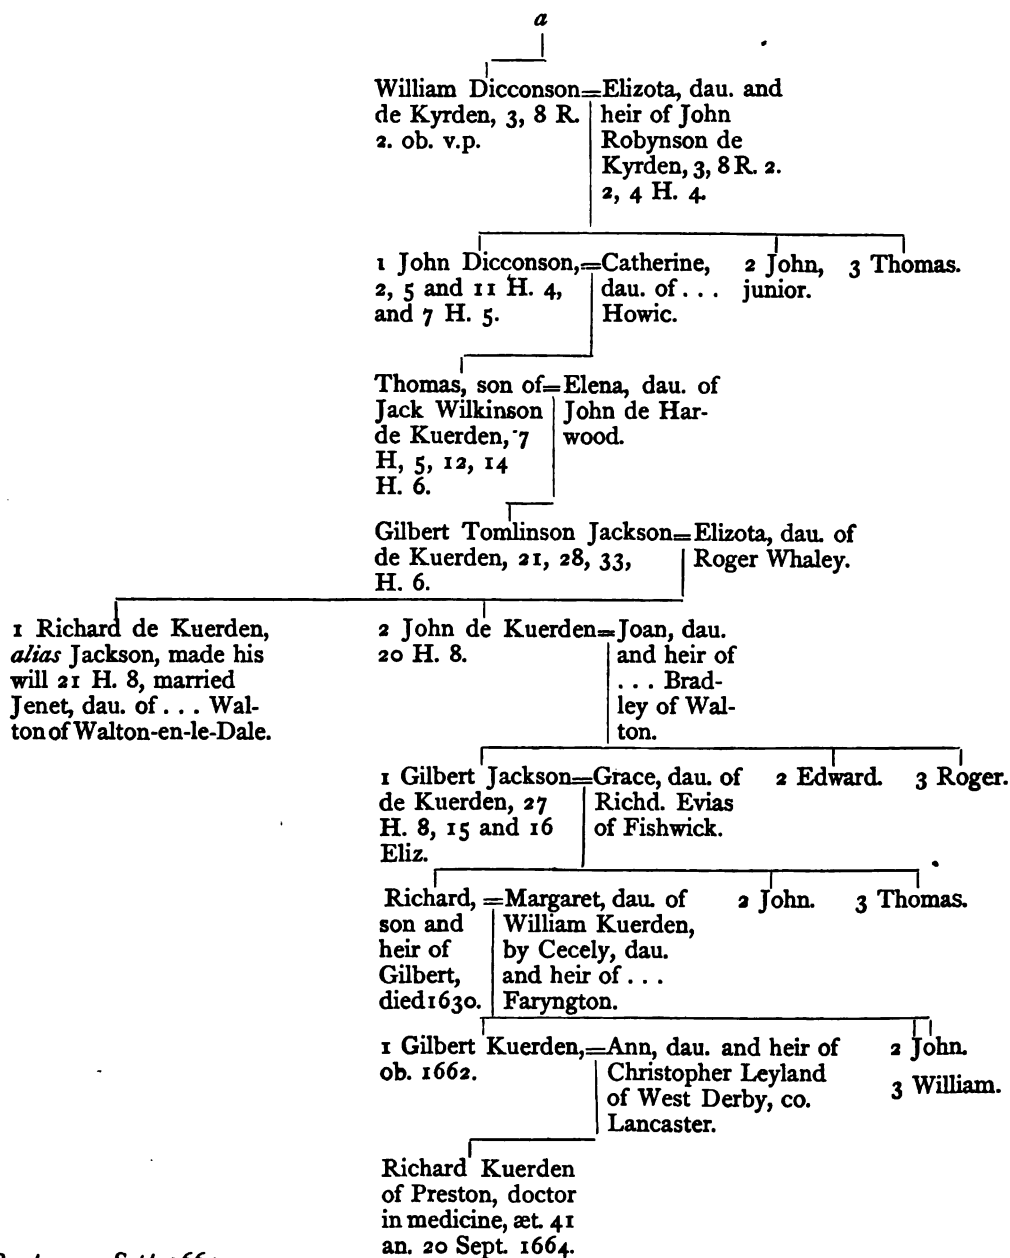 a
William Dicconson=Elizota, dau. and
de Kyrden, 3, 8 R. heir of John
2. ob. v.p. Robynson de
Kyrden, 3, 8 R. 2.
2, 4 H. 4.
1 John Dicconson,=Catherine, 2 John, 3 Thomas.
2, 5 and 11 H. 4, dau. of . . . junior.
and 7 H. 5. Howic.
Thomas, son of=Elena, dau. of
Jack Wilkinson John de Har-
de Kuerden, 7 wood.
H, 5, 12, 14
H. 6.
Gilbert Tomlinson Jackson=Elizota, dau. of
de Kuerden, 21, 28, 33, Roger Whaley.
H. 6.
1 Richard de Kuerden, 2 John de Kuerden=Joan, dau.
alias Jackson, made his 20 H. 8. and heir of
will 21 H. 8, married . . . Brad-
Jenet, dau. of . . . Wal- ley of Wal-
ton of Walton-en-le-Dale. ton.
1 Gilbert Jackson=Grace, dau. of 2 Edward. 3 Roger.
de Kuerden, 27 Richd. Evias
H. 8, 15 and 16 of Fishwick.
Eliz.
Richard, =Margaret, dau. of 2 John. 3 Thomas.
son and William Kuerden,
heir of by Cecely, dau.
Gilbert, and heir of . . .
died 1630. Faryngton.
1 Gilbert Kuerden,=Ann, dau. and heir of 2 John.
ob. 1662. Christopher Leyland 3 William.
of West Derby, co.
Lancaster.
Richard Kuerden
of Preston, doctor
in medicine, æt. 41
an. 20 Sept. 1664.